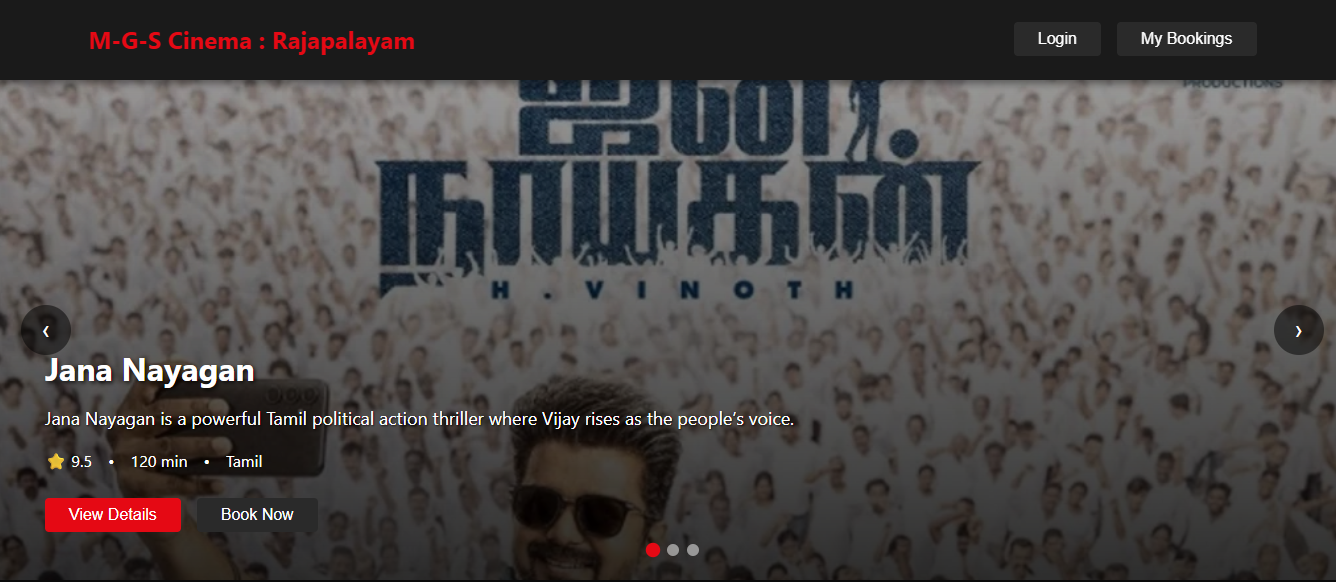 M-G-S Cinema : Rajapalayam
Login
My Bookings
PRODUCTIONS
ஜன
நாயகன்
H. VINOTH
‹
›
Jana Nayagan
Jana Nayagan is a powerful Tamil political action thriller where Vijay rises as the people’s voice.
⭐ 9.5 • 120 min • Tamil
View Details
Book Now